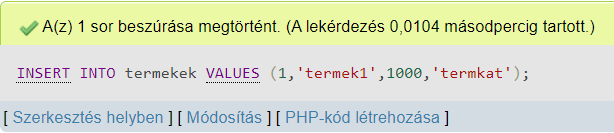 A(z) 1 sor beszúrása megtörtént. (A lekérdezés 0,0104 másodpercig tartott.)
INSERT INTO termekek VALUES (1,'termek1',1000,'termkat');
[ Szerkesztés helyben ] [ Módosítás ] [ PHP-kód létrehozása ]